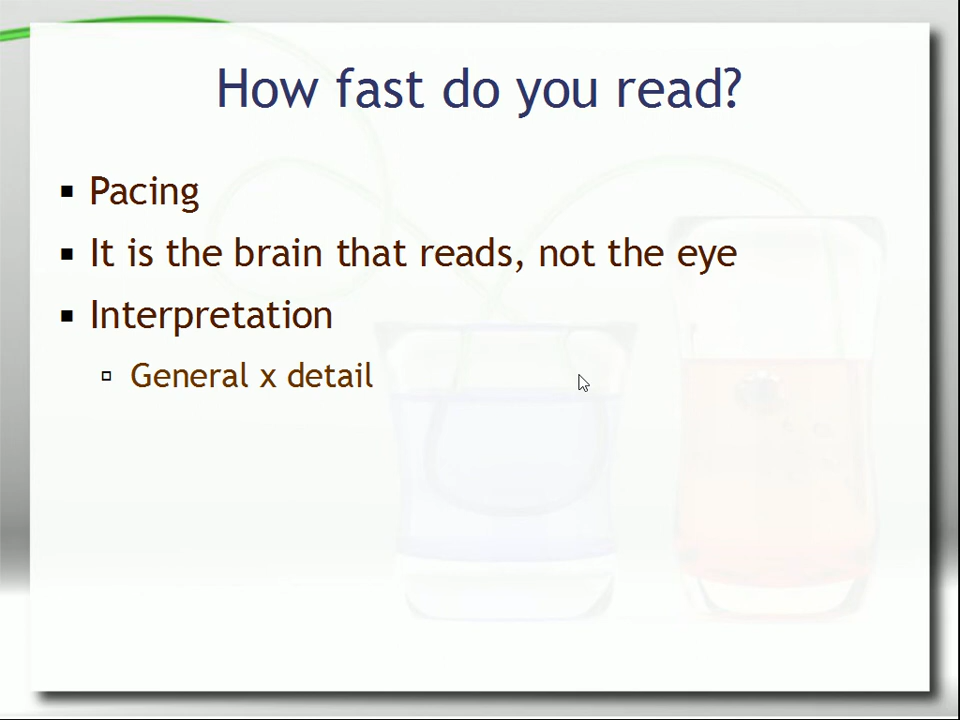 How fast do you read?
Pacing
It is the brain that reads, not the eye
Interpretation
General x detail